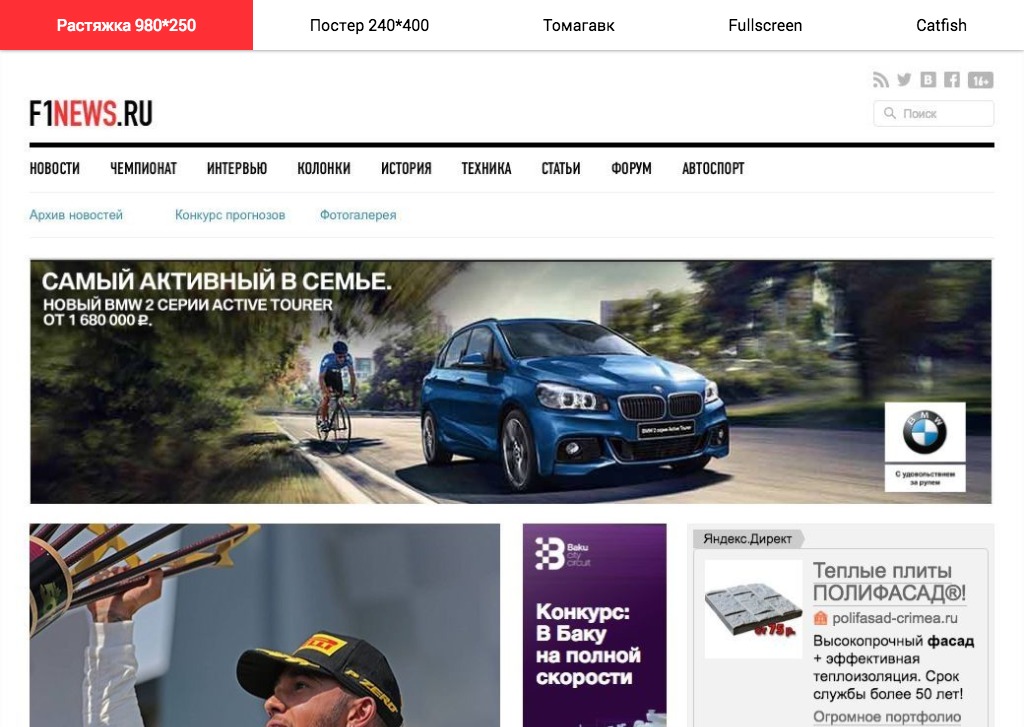 Растяжка 980*250
Постер 240*400
Томагавк
Fullscreen
Catfish
B
16+
F1NEWS.RU
Поиск
НОВОСТИ
ЧЕМПИОНАТ
ИНТЕРВЬЮ
КОЛОНКИ
ИСТОРИЯ
ТЕХНИКА
СТАТЬИ
ФОРУМ
АВТОСПОРТ
Архив новостей
Конкурс прогнозов
Фотогалерея
САМЫЙ АКТИВНЫЙ В СЕМЬЕ.
НОВЫЙ BMW 2 СЕРИИ ACTIVE TOURER
ОТ 1 680 000 ₽.
BMW 2 серии Active Tourer
BMW
С удовольствием
за рулем
Baku
city
circuit
Конкурс:
В Баку
на полной
скорости
PIRELLI
P ZERO
Яндекс.Директ
от 75 р.
Теплые плиты
ПОЛИФАСАД®!
polifasad-crimea.ru
Высокопрочный фасад
+ эффективная
теплоизоляция. Срок
службы более 50 лет!
Огромное портфолио